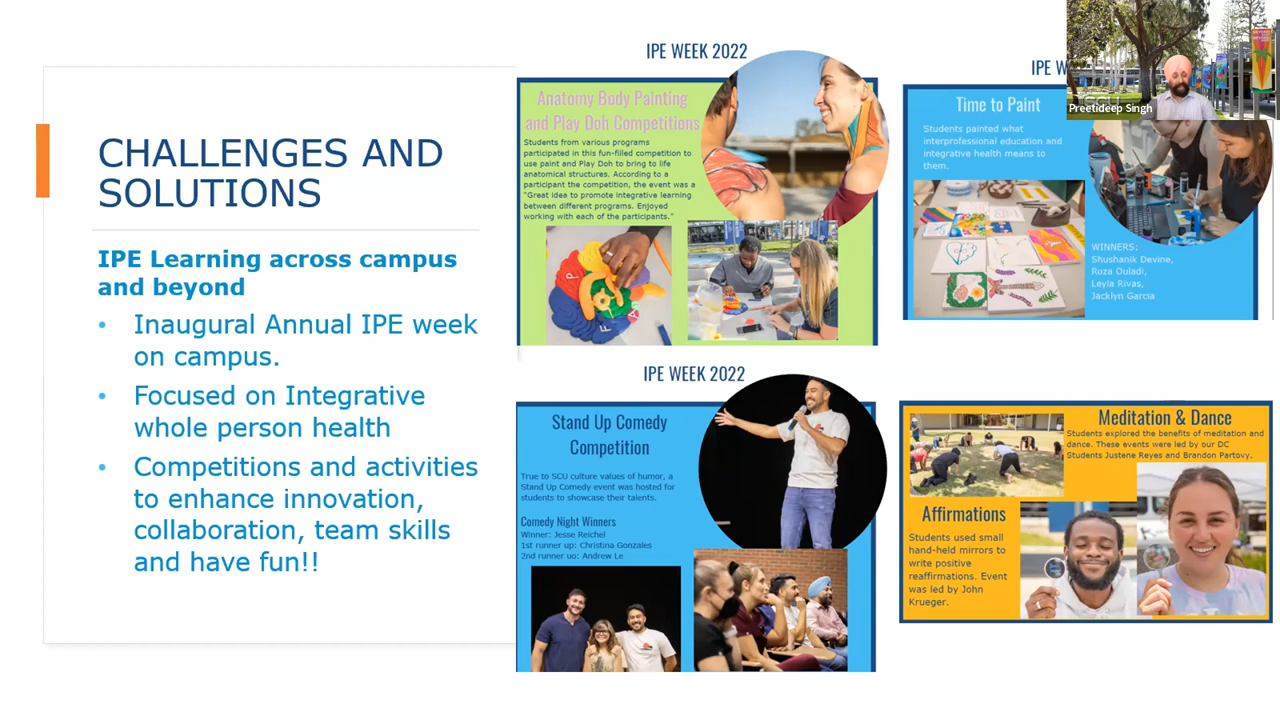 CHALLENGES AND
SOLUTIONS
IPE Learning across campus
and beyond
• Inaugural Annual IPE week
on campus.
• Focused on Integrative
whole person health
• Competitions and activities
to enhance innovation,
collaboration, team skills
and have fun!!
IPE WEEK 2022
Anatomy Body Painting
and Play Doh Competitions
Students from various programs
participated in this fun-filled competition to
use paint and Play Doh to bring to life
anatomical structures. According to a
participant the competition, the event was a
"Great idea to promote integrative learning
between different programs. Enjoyed
working with each of the participants."
IPE W
Time to Paint
Students painted what
interprofessional education and
integrative health means to
them.
WINNERS:
Shushanik Devine,
Roza Ouladi,
Leyla Rivas,
Jacklyn Garcia
Preetideep Singh
IPE WEEK 2022
Stand Up Comedy
Competition
True to SCU culture values of humor, a
Stand Up Comedy event was hosted for
students to showcase their talents.
Comedy Night Winners
Winner: Jesse Reichel
1st runner up: Christina Gonzales
2nd runner uo: Andrew Le
Meditation & Dance
Students explored the benefits of meditation and
dance. These events were led by our DC
Students Justene Reyes and Brandon Partovy.
Affirmations
Students used small
hand-held mirrors to
write positive
reaffirmations. Event
was led by John
Krueger.